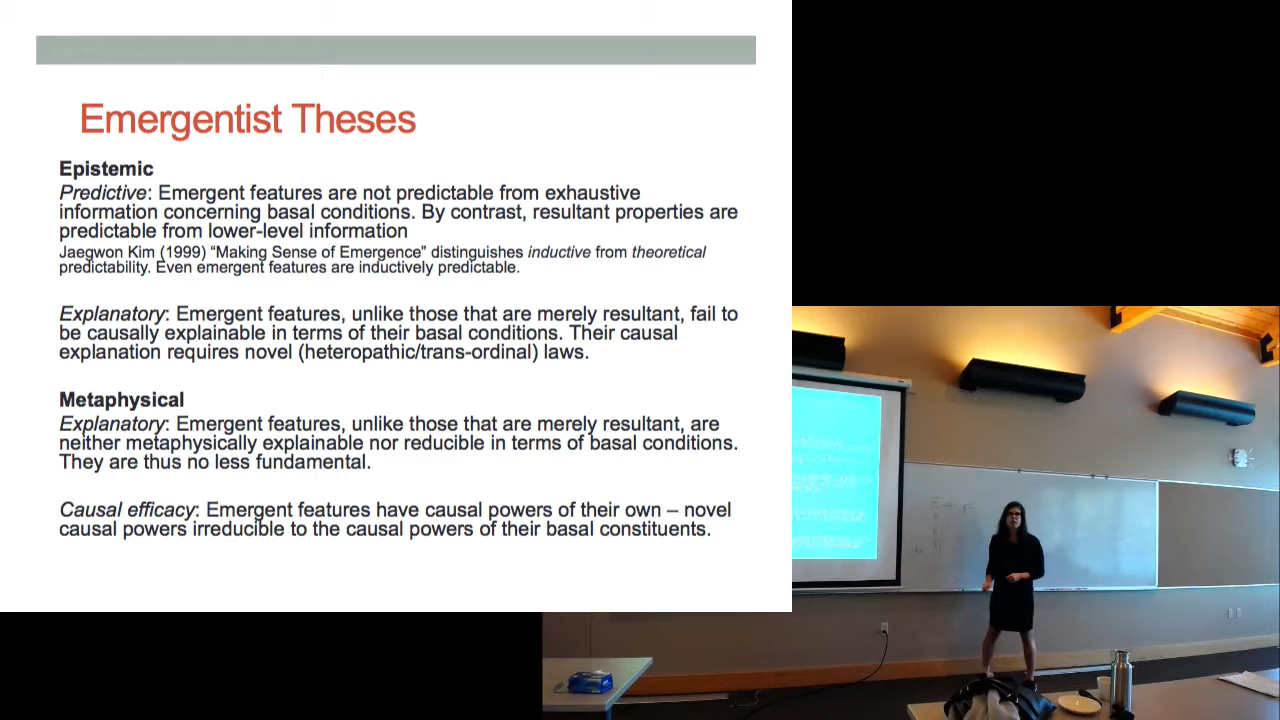 Emergentist Theses
Epistemic
Predictive: Emergent features are not predictable from exhaustive
information concerning basal conditions. By contrast, resultant properties are
predictable from lower-level information
Jaegwon Kim (1999) “Making Sense of Emergence” distinguishes inductive from theoretical
predictability. Even emergent features are inductively predictable.
Explanatory: Emergent features, unlike those that are merely resultant, fail to
be causally explainable in terms of their basal conditions. Their causal
explanation requires novel (heteropathic/trans-ordinal) laws.
Metaphysical
Explanatory: Emergent features, unlike those that are merely resultant, are
neither metaphysically explainable nor reducible in terms of basal conditions.
They are thus no less fundamental.
Causal efficacy: Emergent features have causal powers of their own – novel
causal powers irreducible to the causal powers of their basal constituents.